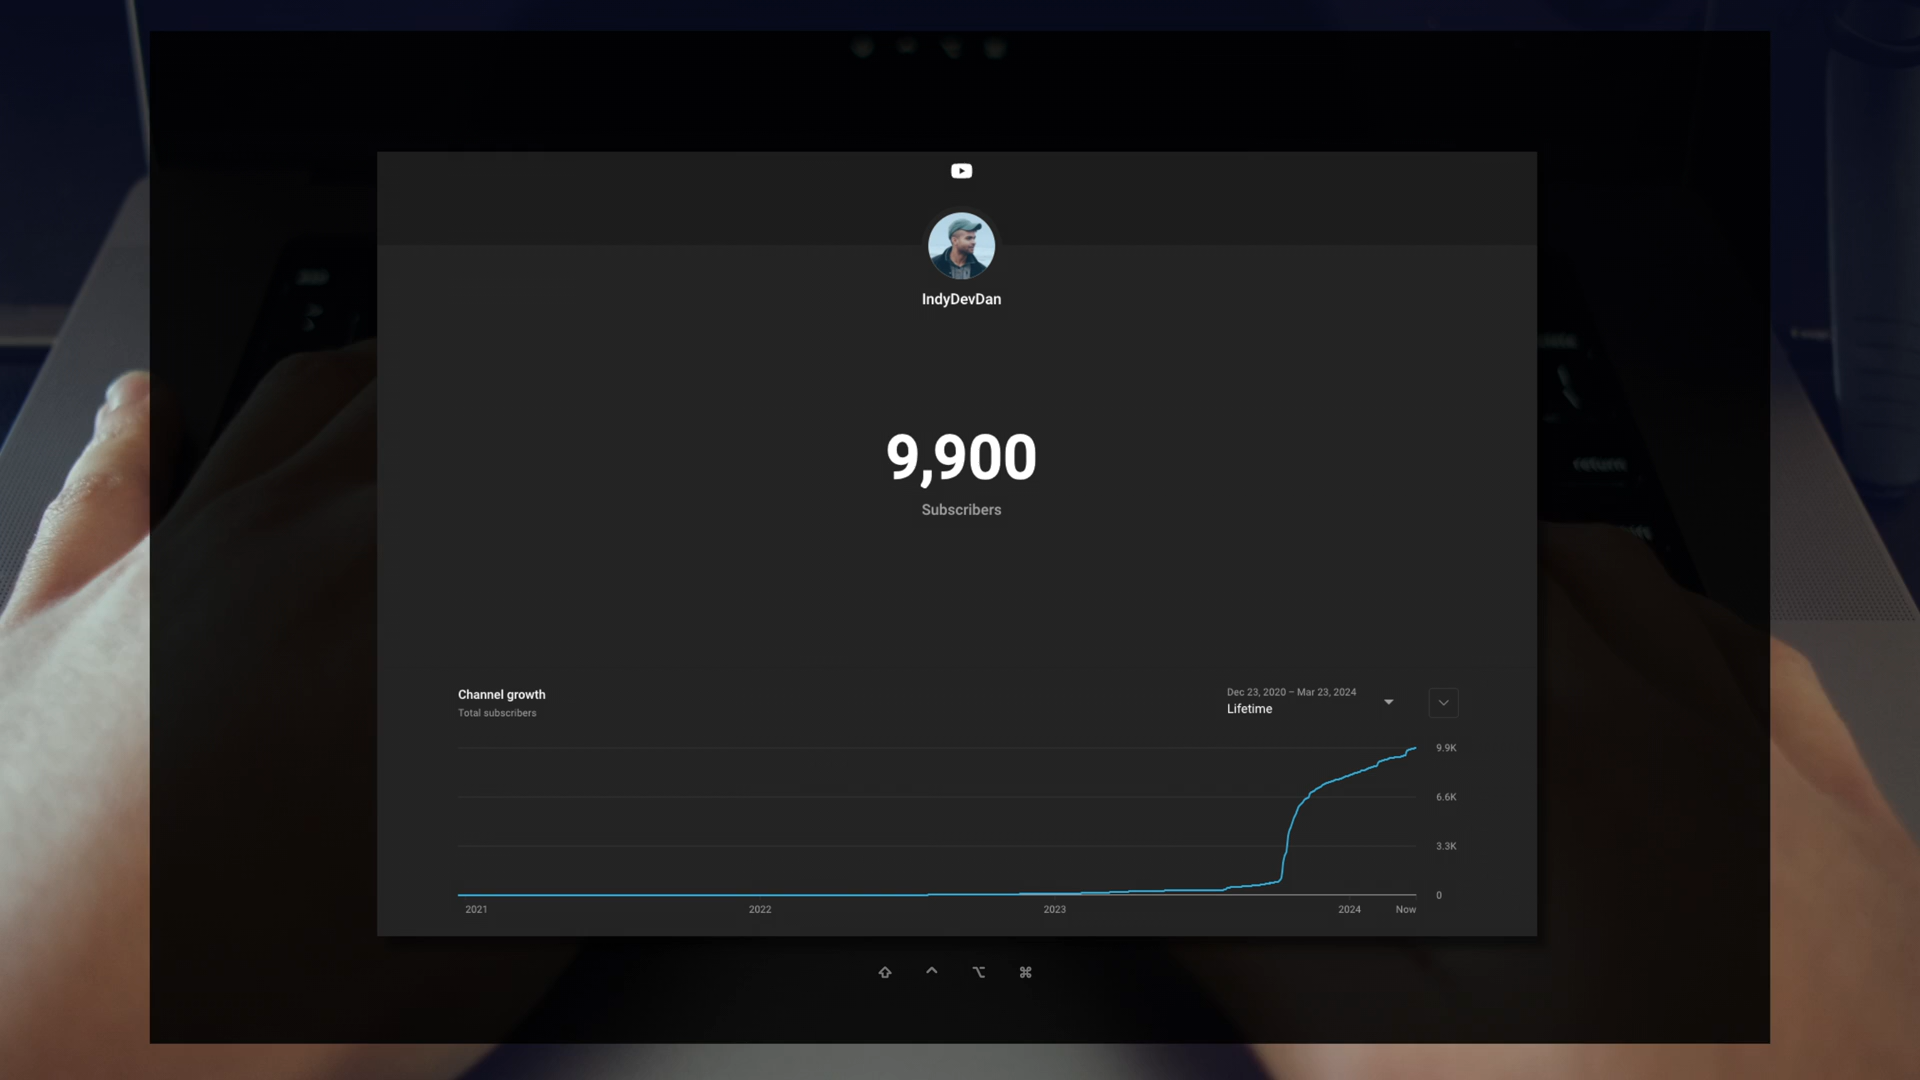 IndyDevDan
9,900
Subscribers
Channel growth
Total subscribers
Dec 23, 2020 – Mar 23, 2024
Lifetime
9.9K
6.6K
3.3K
0
2021 2022 2023 2024 Now
return
⇧ ⌃ ⌥ ⌘